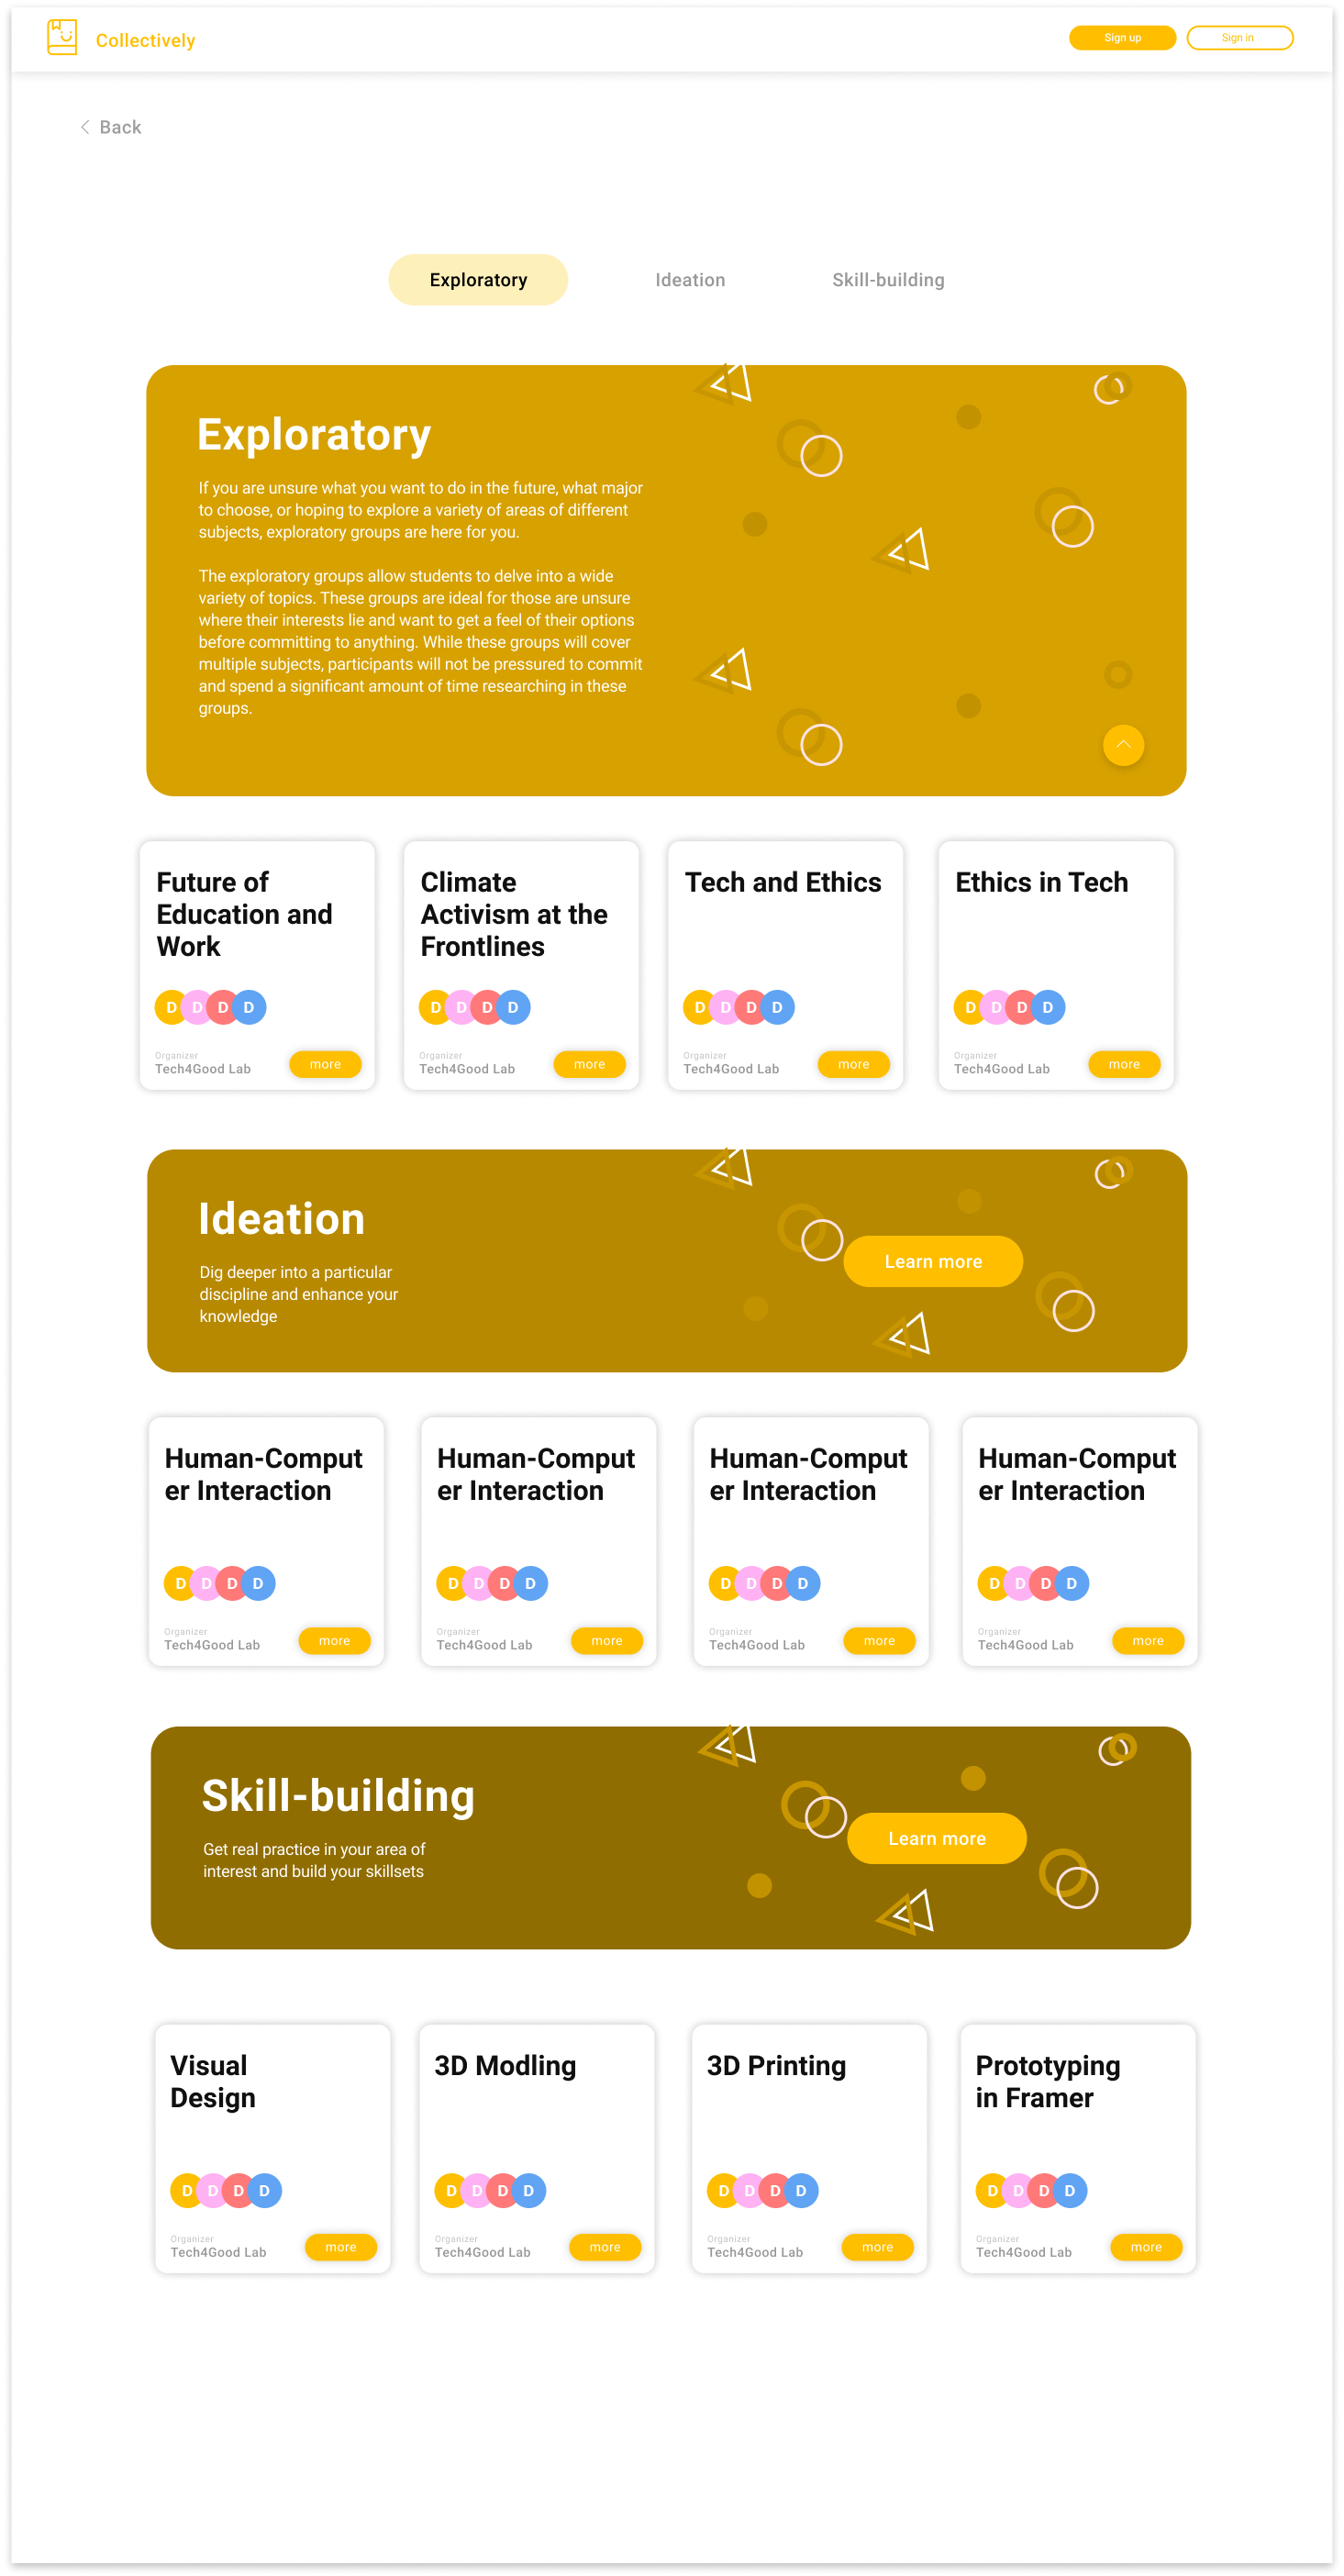 Collectively
Sign up
Sign in
Back
Exploratory
Ideation
Skill-building
Exploratory
If you are unsure what you want to do in the future, what major
to choose, or hoping to explore a variety of areas of different
subjects, exploratory groups are here for you.
The exploratory groups allow students to delve into a wide
variety of topics. These groups are ideal for those are unsure
where their interests lie and want to get a feel of their options
before committing to anything. While these groups will cover
multiple subjects, participants will not be pressured to commit
and spend a significant amount of time researching in these
groups.
Future of
Education and
Work
D D D D
Organizer
Tech4Good Lab
more
Climate
Activism at the
Frontlines
D D D D
Organizer
Tech4Good Lab
more
Tech and Ethics
D D D D
Organizer
Tech4Good Lab
more
Ethics in Tech
D D D D
Organizer
Tech4Good Lab
more
Ideation
Dig deeper into a particular
discipline and enhance your
knowledge
Learn more
Human-Comput
er Interaction
D D D D
Organizer
Tech4Good Lab
more
Human-Comput
er Interaction
D D D D
Organizer
Tech4Good Lab
more
Human-Comput
er Interaction
D D D D
Organizer
Tech4Good Lab
more
Human-Comput
er Interaction
D D D D
Organizer
Tech4Good Lab
more
Skill-building
Get real practice in your area of
interest and build your skillsets
Learn more
Visual
Design
D D D D
Organizer
Tech4Good Lab
more
3D Modling
D D D D
Organizer
Tech4Good Lab
more
3D Printing
D D D D
Organizer
Tech4Good Lab
more
Prototyping
in Framer
D D D D
Organizer
Tech4Good Lab
more